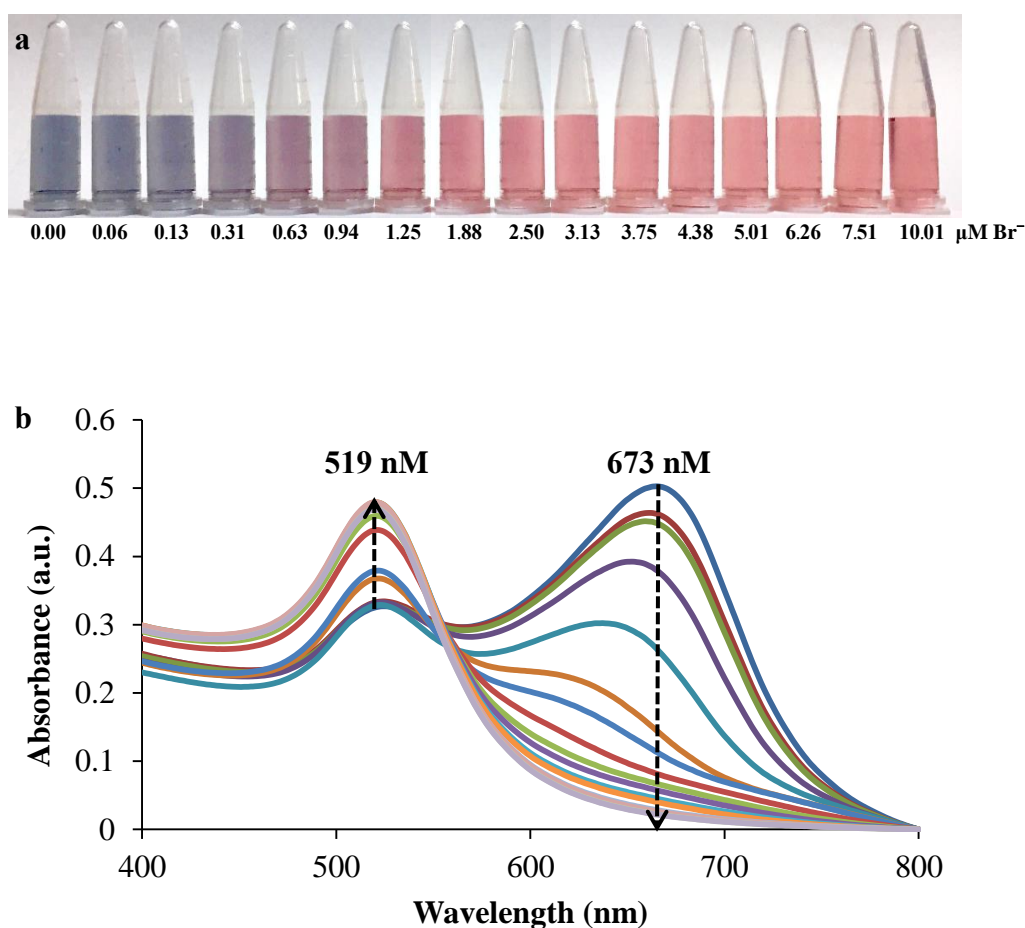 a
0.00 0.06 0.13 0.31 0.63 0.94 1.25 1.88 2.50 3.13 3.75 4.38 5.01 6.26 7.51 10.01 µM Br⁻
b
0.6
0.5
0.4
0.3
0.2
0.1
0
519 nM 673 nM
Absorbance (a.u.)
400 500 600 700 800
Wavelength (nm)